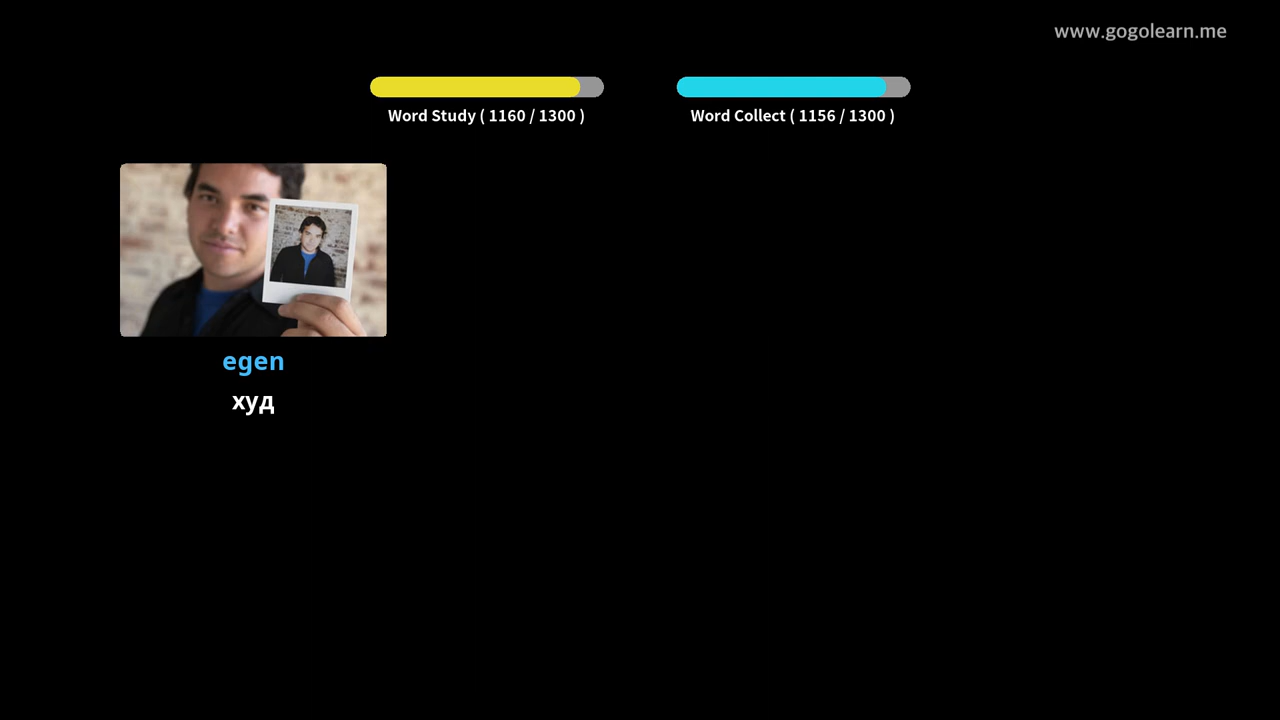 www.gogolearn.me
Word Study ( 1160 / 1300 )
Word Collect ( 1156 / 1300 )
egen
худ